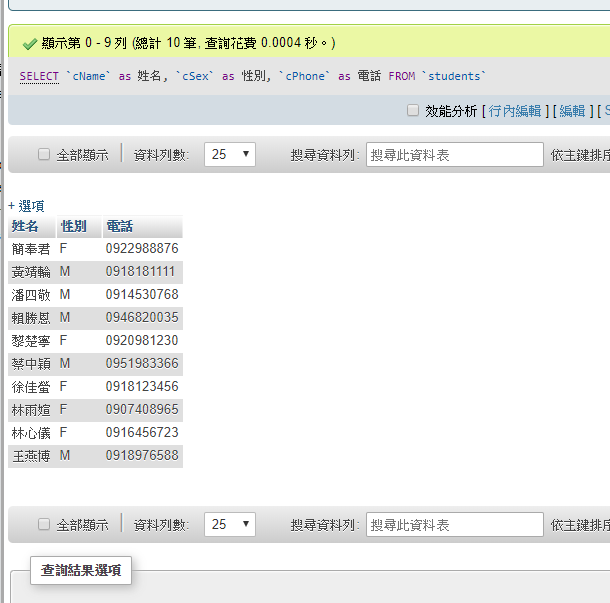 顯示第 0 - 9 列 (總計 10 筆, 查詢花費 0.0004 秒。)
SELECT `cName` as 姓名, `cSex` as 性別, `cPhone` as 電話 FROM `students`
效能分析 [ 行內編輯 ] [ 編輯 ] [
全部顯示 資料列數: 25 搜尋資料列: 搜尋此資料表 依主鍵排序
+ 選項
姓名 性別 電話
簡奉君 F 0922988876
黃靖輪 M 0918181111
潘四敬 M 0914530768
賴勝恩 M 0946820035
黎楚寧 F 0920981230
蔡中穎 M 0951983366
徐佳螢 F 0918123456
林雨媗 F 0907408965
林心儀 F 0916456723
王燕博 M 0918976588
全部顯示 資料列數: 25 搜尋資料列: 搜尋此資料表 依主鍵排序
查詢結果選項